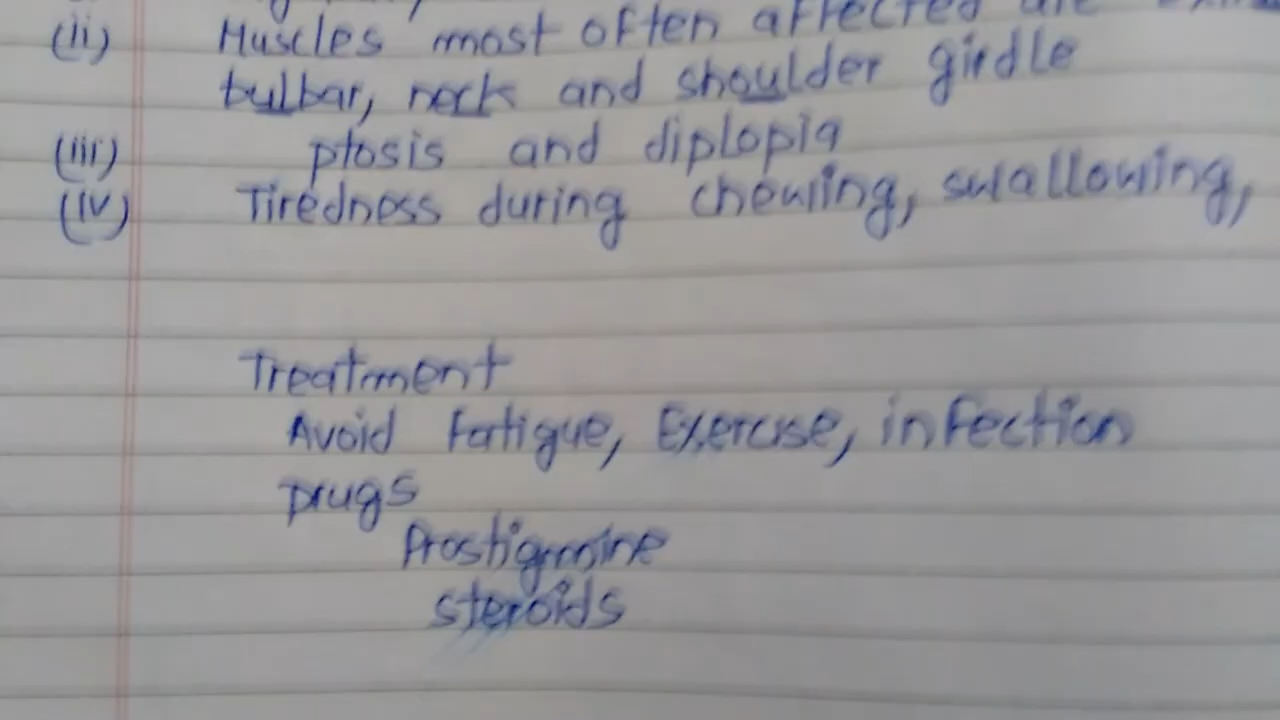 (ii) Muscles most often affected are
bulbar, neck and shoulder girdle
(iii) ptosis and diplopia
(iv) Tiredness during chewing, swallowing,
Treatment
Avoid fatigue, Exercise, infection
Drugs
Prostigmine
steroids